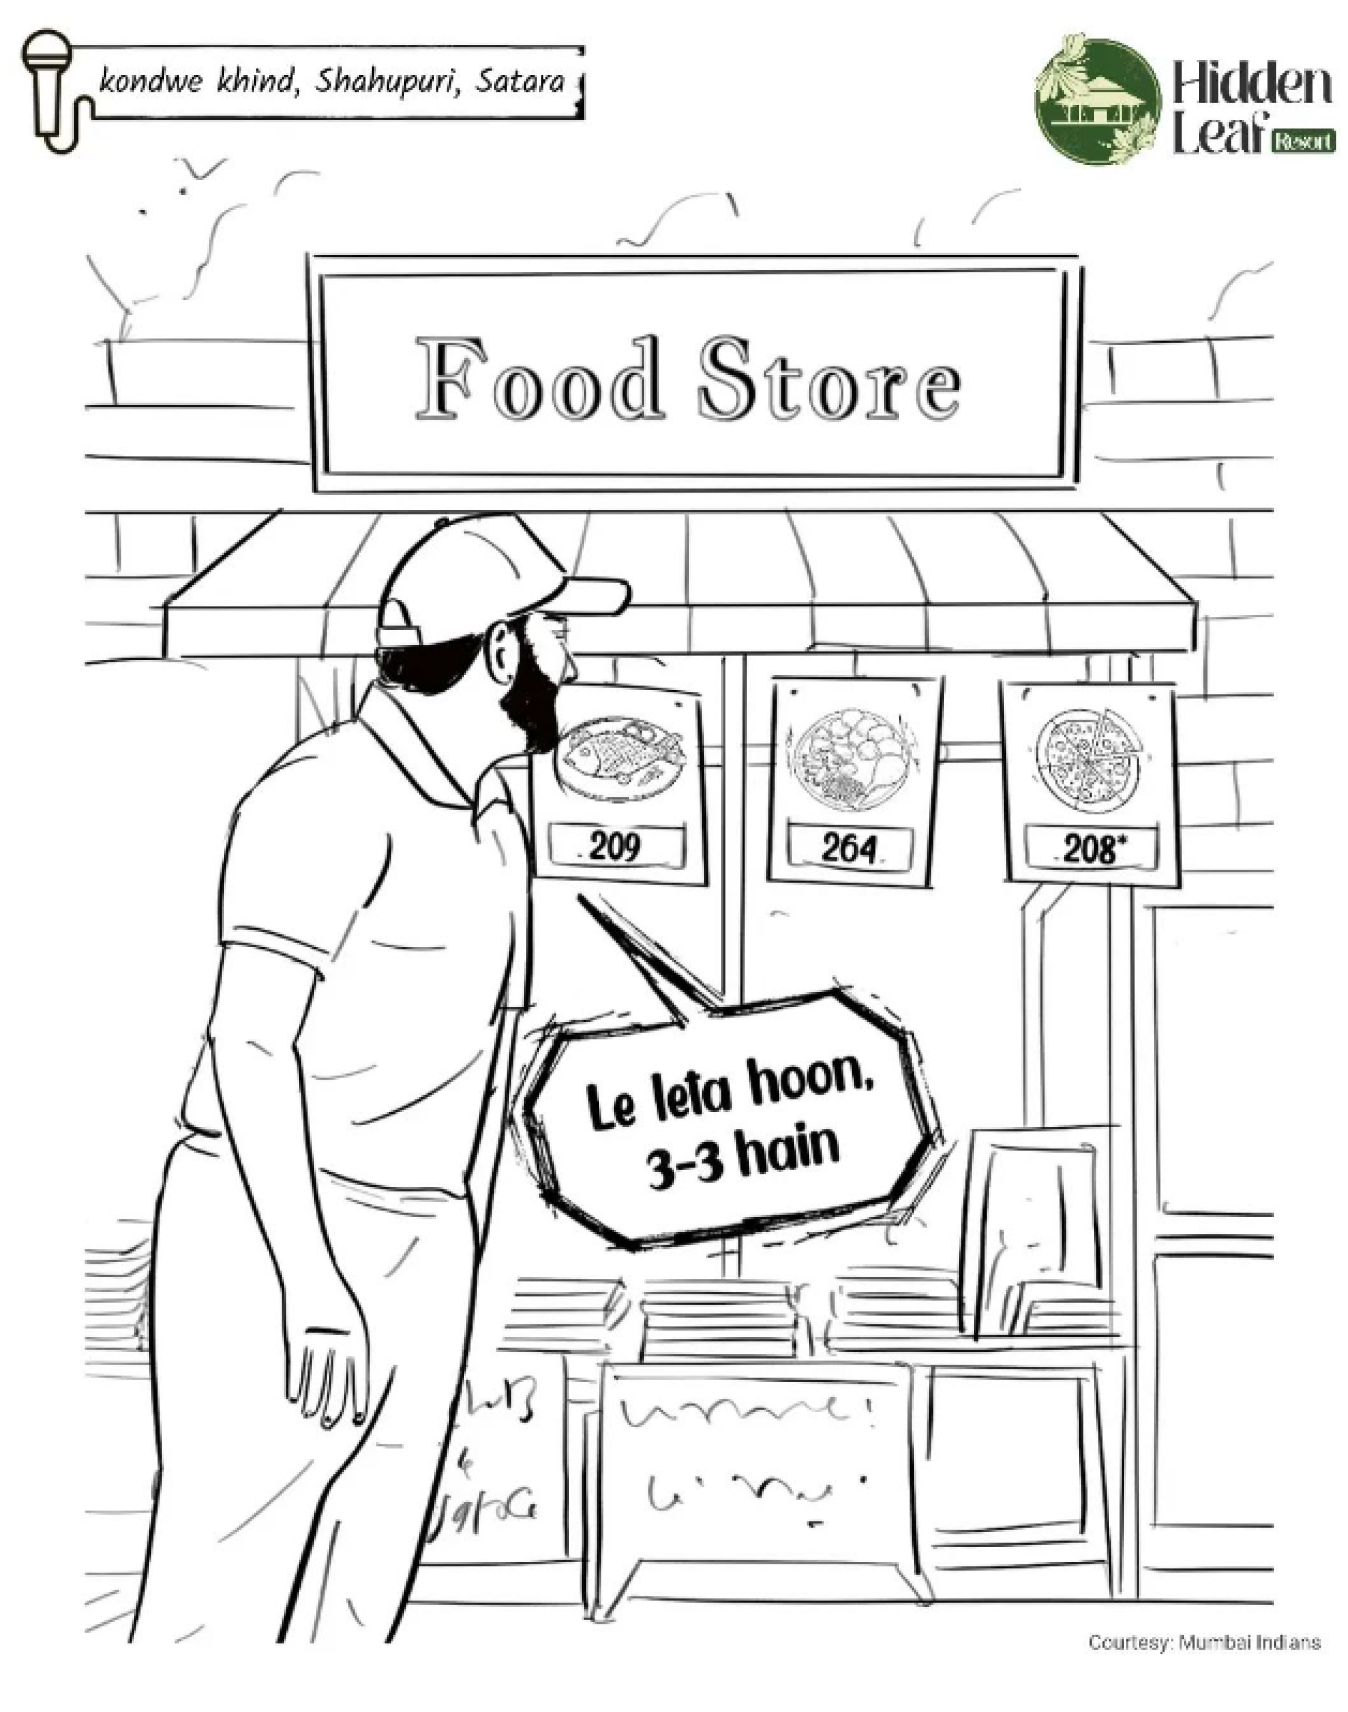 kondwe khind, Shahupuri, Satara
Hidden
Leaf Resort
Food Store
209
264
208*
Le leta hoon,
3-3 hain
Courtesy: Mumbai Indians